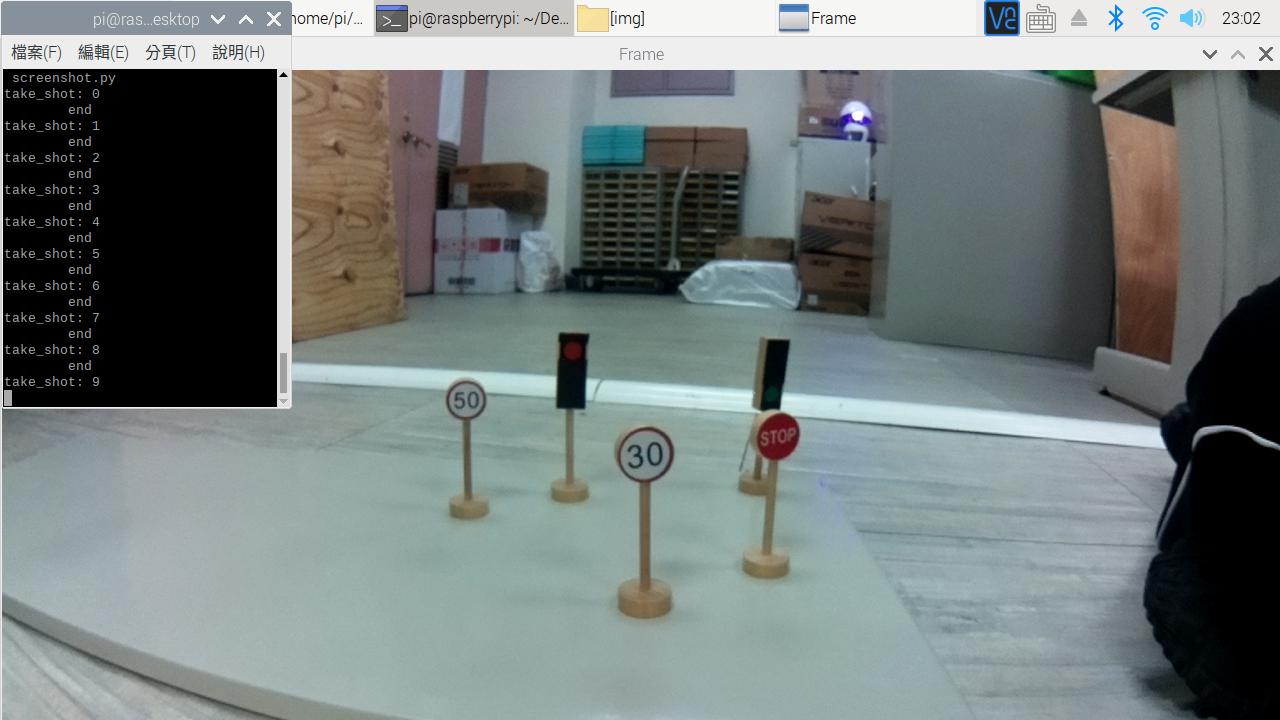 pi@ras...esktop
home/pi/...
pi@raspberrypi: ~/De...
[img]
Frame
23:02
檔案(F) 編輯(E) 分頁(T) 說明(H)
Frame
screenshot.py
take_shot: 0
end
take_shot: 1
end
take_shot: 2
end
take_shot: 3
end
take_shot: 4
end
take_shot: 5
end
take_shot: 6
end
take_shot: 7
end
take_shot: 8
end
take_shot: 9
50
30
STOP